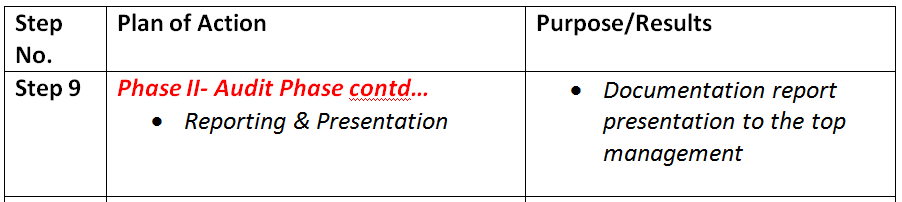 Step No.
Plan of Action
Purpose/Results
Step 9
Phase II- Audit Phase contd...
• Reporting & Presentation
• Documentation report
presentation to the top
management